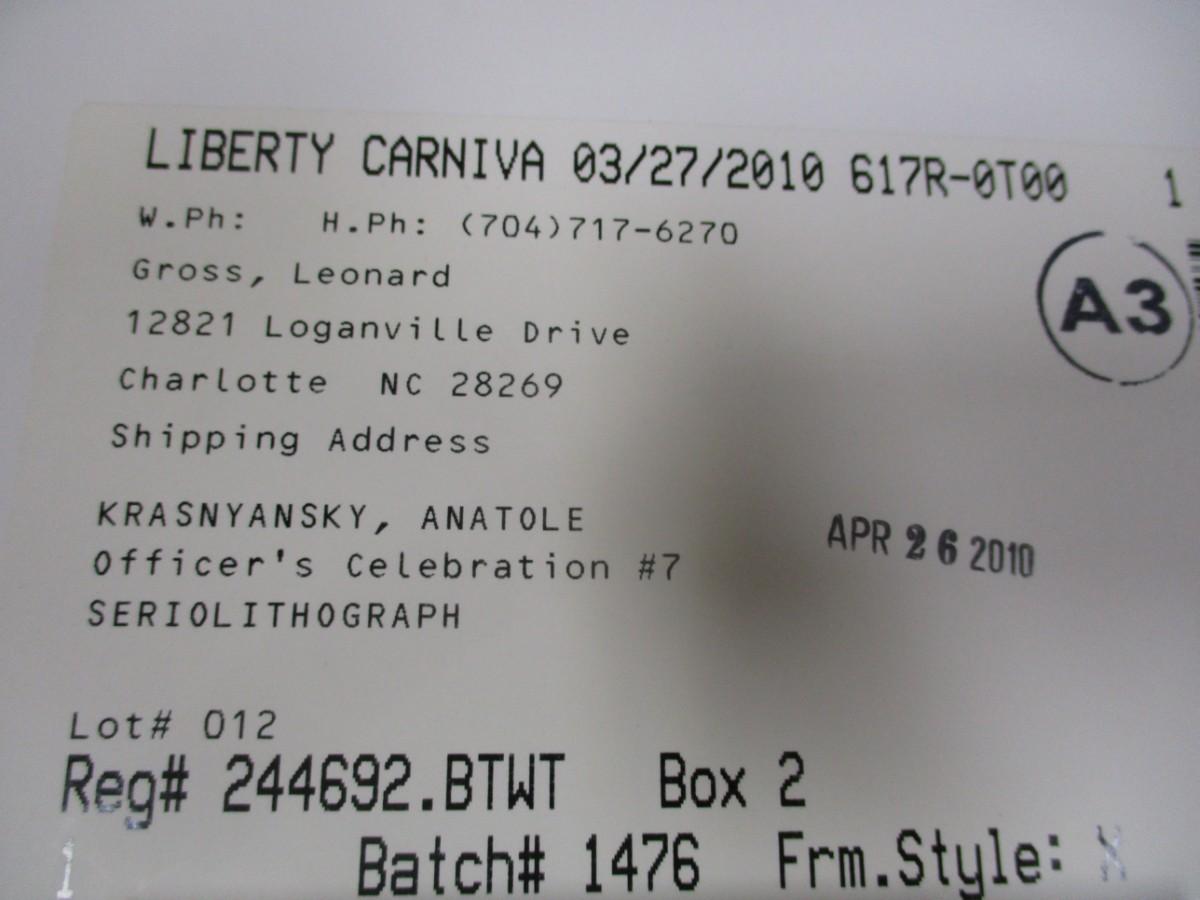 LIBERTY CARNIVA 03/27/2010 617R-0T00 1
W.Ph: H.Ph: (704)717-6270
Gross, Leonard
12821 Loganville Drive
Charlotte NC 28269
Shipping Address
A3
KRASNYANSKY, ANATOLE
Officer's Celebration #7
SERIOLITHOGRAPH
APR 26 2010
Lot# 012
Reg# 244692.BTWT Box 2
Batch# 1476 Frm.Style: X